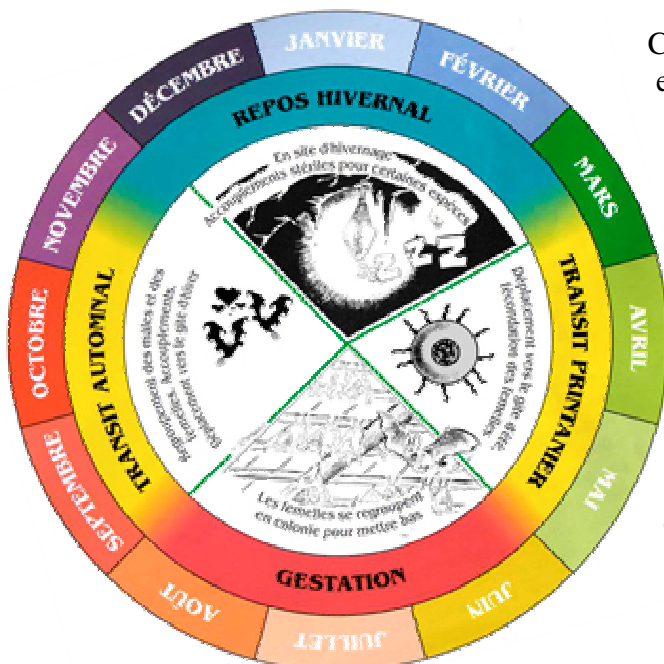 JANVIER
FÉVRIER
MARS
AVRIL
MAI
JUIN
JUILLET
AOÛT
SEPTEMBRE
OCTOBRE
NOVEMBRE
DÉCEMBRE
REPOS HIVERNAL
TRANSIT PRINTANIER
GESTATION
TRANSIT AUTOMNAL
En site d'hivernage
Accouplements stériles pour certaines espèces
ZZ
Déplacement vers le gîte d'été
fécondation des femelles
Les femelles se regroupent
en colonie pour mettre bas
Regroupement des mâles et des
femelles. Accouplements.
vers le gîte d'hiver
C
e